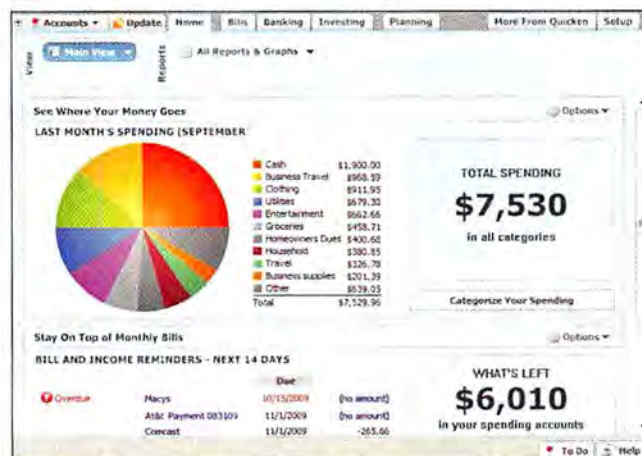 Accounts Update Home Bills Banking Investing Planning More From Quicken Setup
View Main View Reports All Reports & Graphs
See Where Your Money Goes Options
LAST MONTH'S SPENDING (SEPTEMBER
Cash $1,900.00
Business Travel $968.59
Clothing $911.95
Utilities $679.30
Entertainment $662.66
Groceries $458.71
Homeowners Dues $400.68
Household $380.85
Travel $326.78
Business supplies $201.39
Other $639.05
Total $7,529.96
TOTAL SPENDING
$7,530
in all categories
Categorize Your Spending
Stay On Top of Monthly Bills Options
BILL AND INCOME REMINDERS - NEXT 14 DAYS
Due
Overdue Macys 10/15/2009 (no amount)
At&t Payment 083109 11/1/2009 (no amount)
Comcast 11/1/2009 -265.66
WHAT'S LEFT
$6,010
in your spending accounts
To Do Help